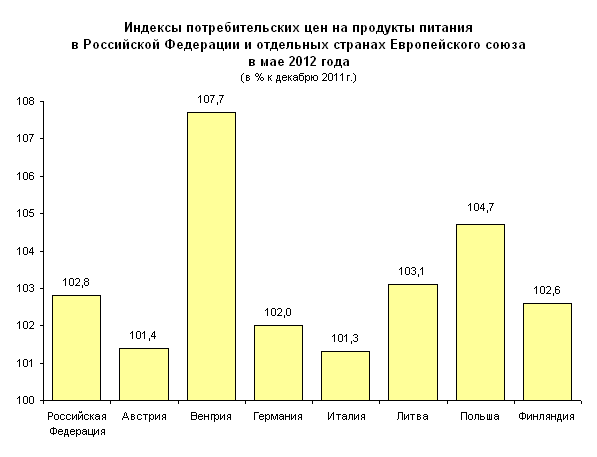 Индексы потребительских цен на продукты питания
в Российской Федерации и отдельных странах Европейского союза
в мае 2012 года
(в % к декабрю 2011г.)
108
107
106
105
104
103
102
101
100
102,8
101,4
107,7
102,0
101,3
103,1
104,7
102,6
Российская Австрия Венгрия Германия Италия Литва Польша Финляндия
Федерация